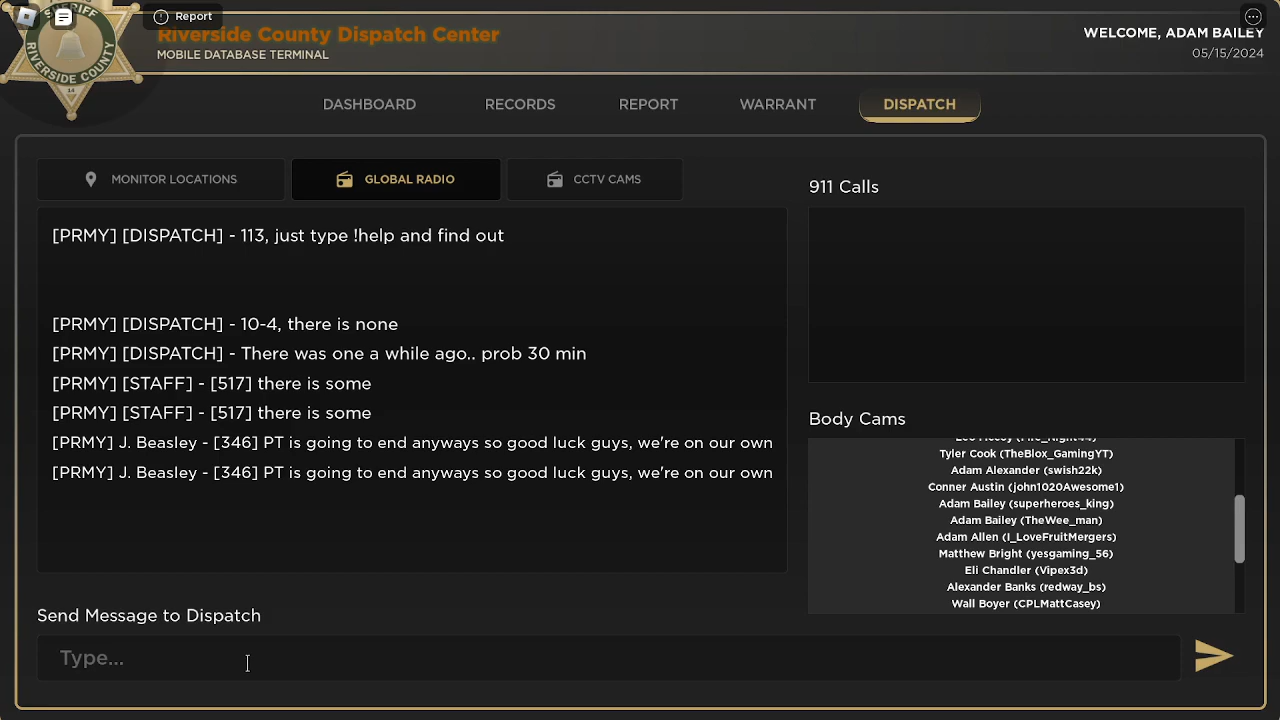 SHERIFF
RIVERSIDE COUNTY
Report
Riverside County Dispatch Center
MOBILE DATABASE TERMINAL
WELCOME, ADAM BAILEY
05/15/2024
DASHBOARD
RECORDS
REPORT
WARRANT
DISPATCH
MONITOR LOCATIONS
GLOBAL RADIO
CCTV CAMS
[PRMY] [DISPATCH] - 113, just type !help and find out
[PRMY] [DISPATCH] - 10-4, there is none
[PRMY] [DISPATCH] - There was one a while ago.. prob 30 min
[PRMY] [STAFF] - [517] there is some
[PRMY] [STAFF] - [517] there is some
[PRMY] J. Beasley - [346] PT is going to end anyways so good luck guys, we're on our own
[PRMY] J. Beasley - [346] PT is going to end anyways so good luck guys, we're on our own
911 Calls
Body Cams
Tyler Cook (TheBlox_GamingYT)
Adam Alexander (swish22k)
Conner Austin (john1020Awesome1)
Adam Bailey (superheroes_king)
Adam Bailey (TheWee_man)
Adam Allen (I_LoveFruitMergers)
Matthew Bright (yesgaming_56)
Eli Chandler (Vipex3d)
Alexander Banks (redway_bs)
Wall Boyer (CPLMattCasey)
Send Message to Dispatch
Type...